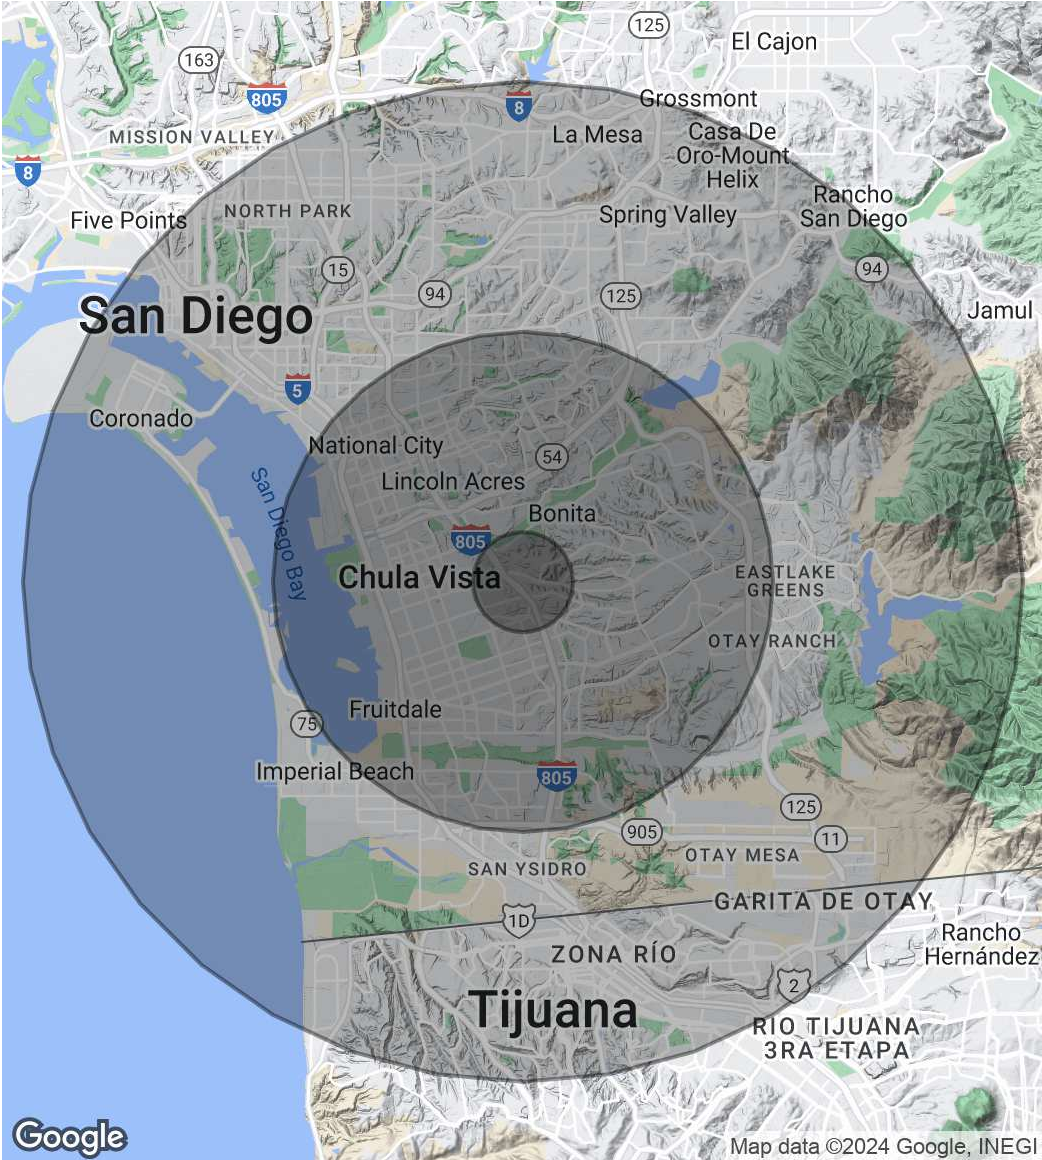 125
El Cajon
163
805
8
Grossmont
MISSION VALLEY
La Mesa
Casa De
Oro-Mount
Helix
8
Rancho
San Diego
Five Points
NORTH PARK
Spring Valley
15
94
94
125
San Diego
Jamul
5
Coronado
National City
54
Lincoln Acres
San Diego Bay
Bonita
805
Chula Vista
EASTLAKE
GREENS
OTAY RANCH
Fruitdale
75
Imperial Beach
805
125
905
11
OTAY MESA
SAN YSIDRO
GARITA DE OTAY
1D
Rancho
Hernández
ZONA RÍO
2
Tijuana
RIO TIJUANA
3RA ETAPA
Google
Map data ©2024 Google, INEGI